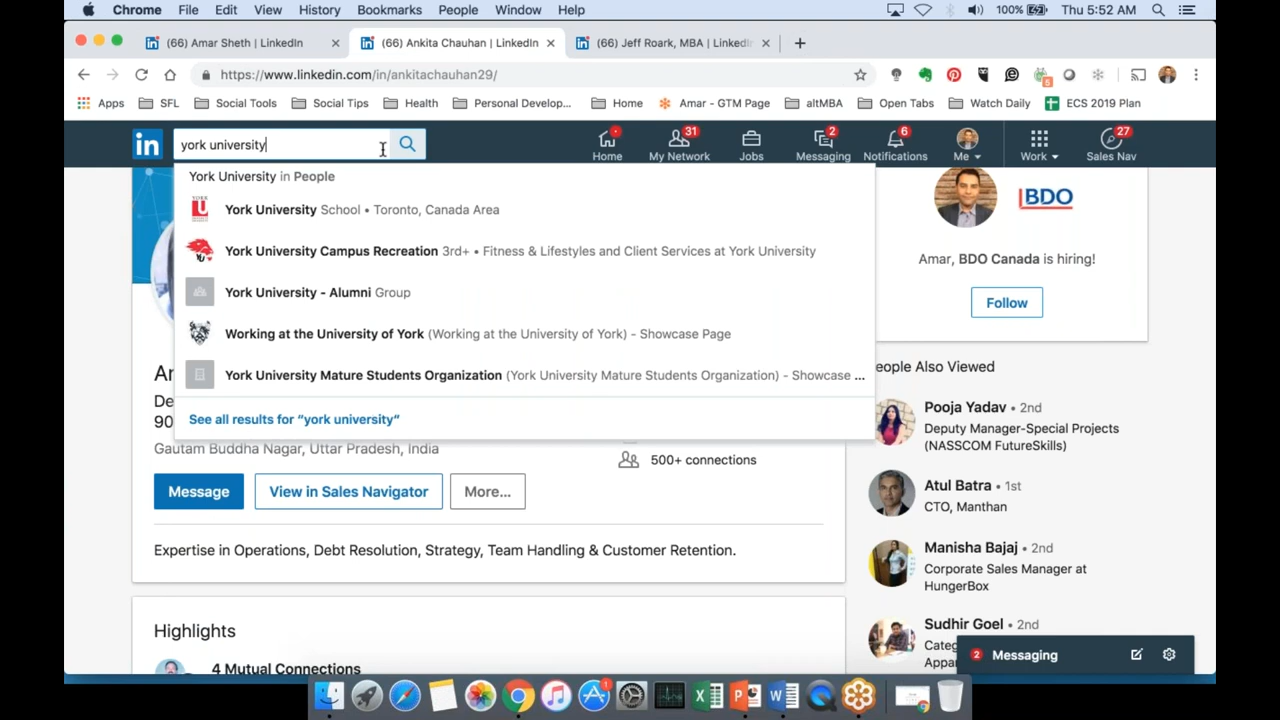 Chrome File Edit View History Bookmarks People Window Help 100% Thu 5:52 AM
(66) Amar Sheth | LinkedIn
(66) Ankita Chauhan | LinkedIn
(66) Jeff Roark, MBA | LinkedIn
https://www.linkedin.com/in/ankitachauhan29/
5
Apps SFL Social Tools Social Tips Health Personal Develop... Home Amar - GTM Page altMBA Open Tabs Watch Daily ECS 2019 Plan
in
york university
31 2 6 27
Home My Network Jobs Messaging Notifications Me Work Sales Nav
York University in People
York University School • Toronto, Canada Area
York University Campus Recreation 3rd+ • Fitness & Lifestyles and Client Services at York University
York University - Alumni Group
Working at the University of York (Working at the University of York) - Showcase Page
York University Mature Students Organization (York University Mature Students Organization) - Showcase ...
See all results for “york university”
An
De
90
Gautam Buddha Nagar, Uttar Pradesh, India
500+ connections
Message View in Sales Navigator More...
Expertise in Operations, Debt Resolution, Strategy, Team Handling & Customer Retention.
Highlights
4 Mutual Connections
BDO
Amar, BDO Canada is hiring!
Follow
eople Also Viewed
Pooja Yadav • 2nd
Deputy Manager-Special Projects
(NASSCOM FutureSkills)
Atul Batra • 1st
CTO, Manthan
Manisha Bajaj • 2nd
Corporate Sales Manager at
HungerBox
Sudhir Goel • 2nd
Categ
Appar
2 Messaging
1